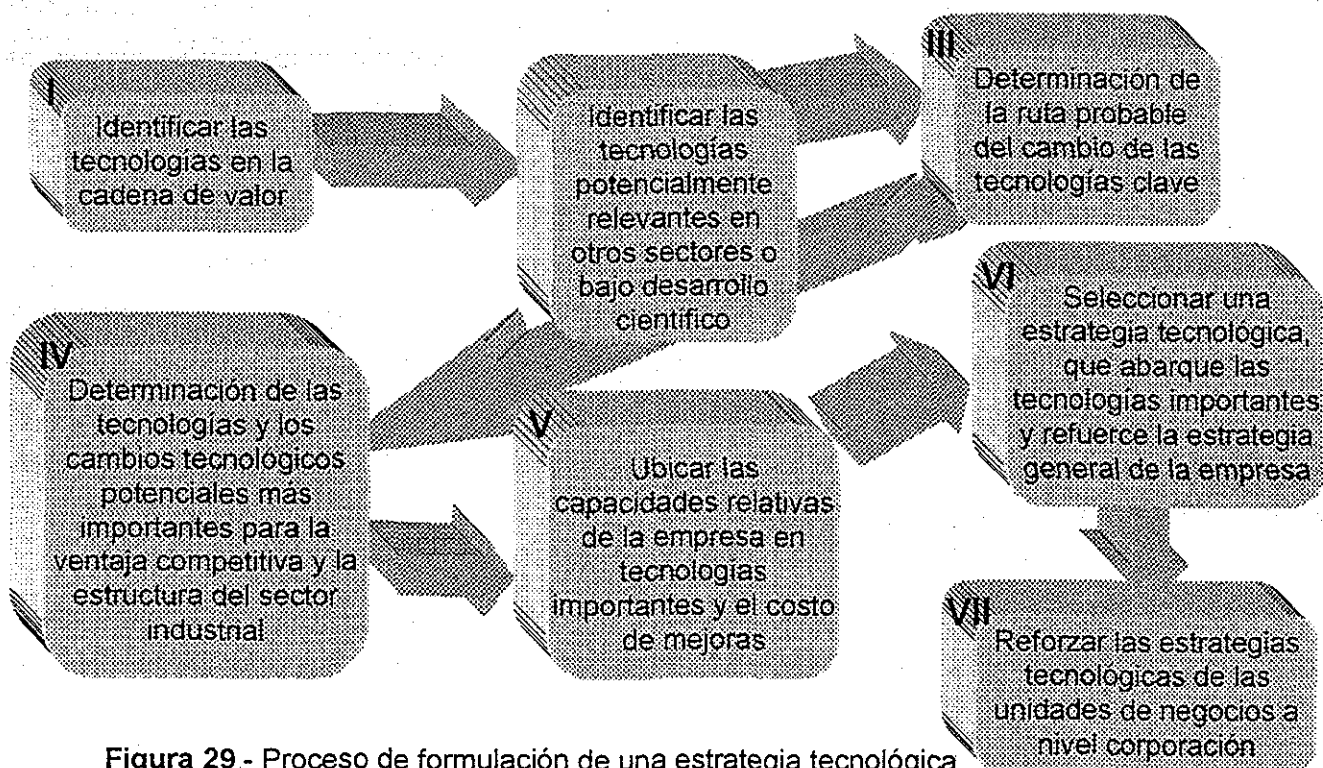 I
Identificar las
tecnologías en la
cadena de valor
Identificar las
tecnologías
potencialmente
relevantes en
otros sectores o
bajo desarrollo
científico
III
Determinación de
la ruta probable
del cambio de las
tecnologías clave
IV
Determinación de las
tecnologías y los
cambios tecnológicos
potenciales más
importantes para la
ventaja competitiva y la
estructura del sector
industrial
V
Ubicar las
capacidades relativas
de la empresa en
tecnologías
importantes y el costo
de mejoras
VI
Seleccionar una
estrategia tecnológica,
que abarque las
tecnologías importantes
y refuerce la estrategia
general de la empresa
VII
Reforzar las estrategias
tecnológicas de las
unidades de negocios a
nivel corporación
Figura 29.- Proceso de formulación de una estrategia tecnológica